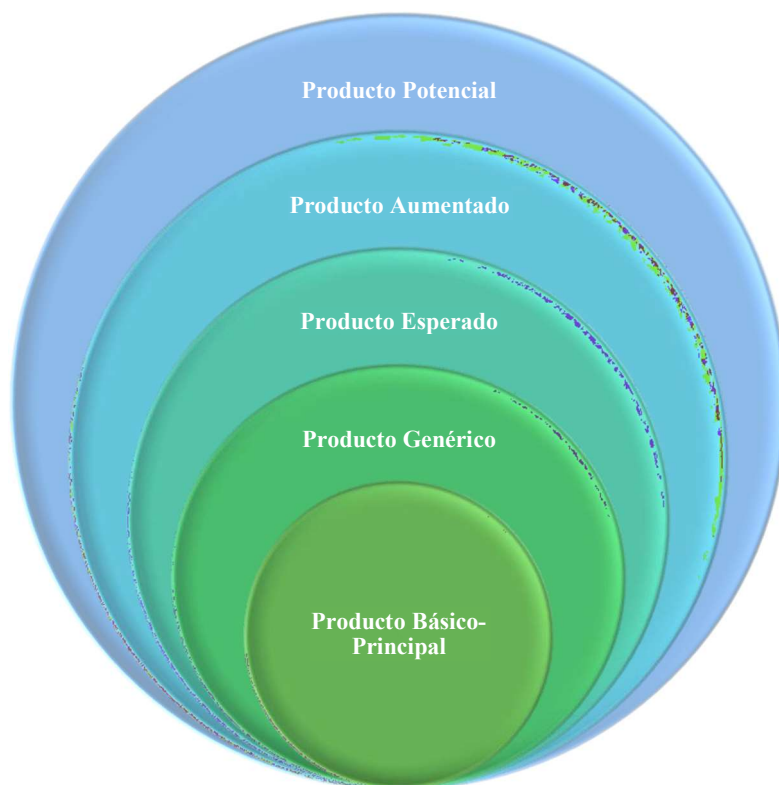 Producto Potencial
Producto Aumentado
Producto Esperado
Producto Genérico
Producto Básico-
Principal